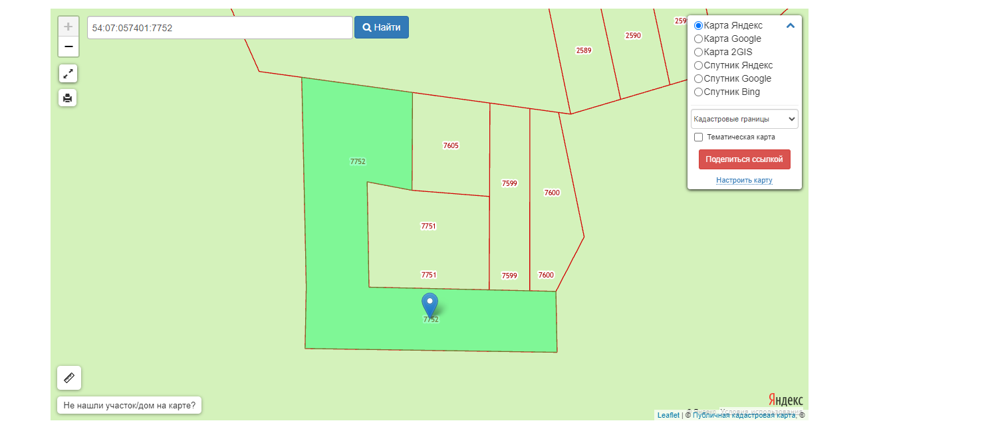 +
54:07:057401:7752
Найти
−
2589
2590
259
Карта Яндекс
Карта Google
Карта 2GIS
Спутник Яндекс
Спутник Google
Спутник Bing
Кадастровые границы
Тематическая карта
Поделиться ссылкой
Настроить карту
7605
7752
7599
7600
7751
7751
7599
7600
7752
Не нашли участок/дом на карте?
Яндекс
© Яндекс Условия использования
Leaflet | © Публичная кадастровая карта, ©